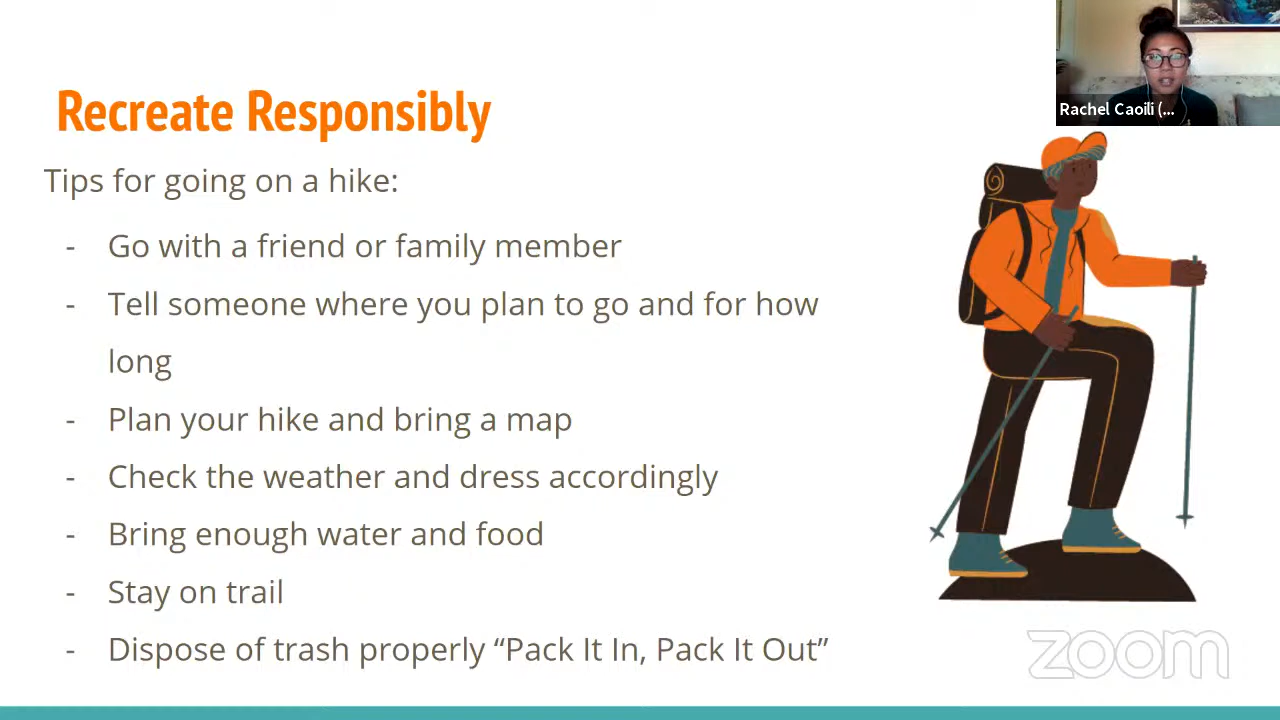 Rachel Caoili (...
Recreate Responsibly
Tips for going on a hike:
- Go with a friend or family member
- Tell someone where you plan to go and for how
long
- Plan your hike and bring a map
- Check the weather and dress accordingly
- Bring enough water and food
- Stay on trail
- Dispose of trash properly “Pack It In, Pack It Out”
zoom